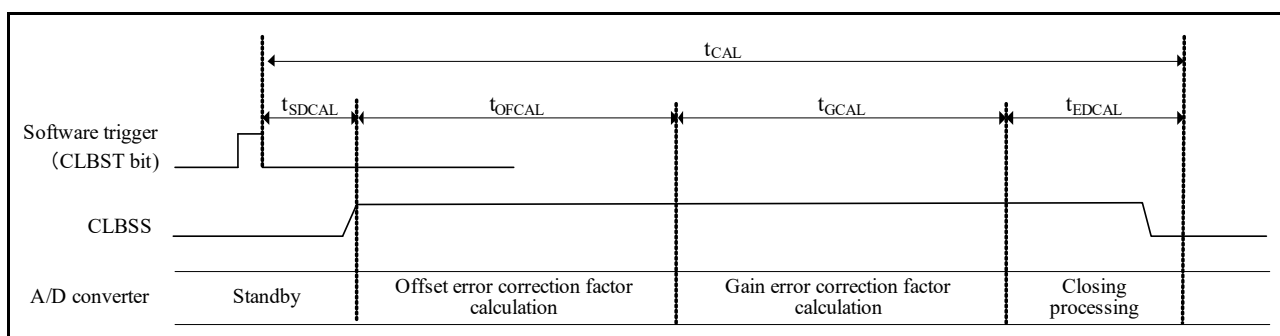 tCAL
tSDCAL tOFCAL tGCAL tEDCAL
Software trigger
（CLBST bit)
CLBSS
A/D converter Standby Offset error correction factor calculation Gain error correction factor calculation Closing processing